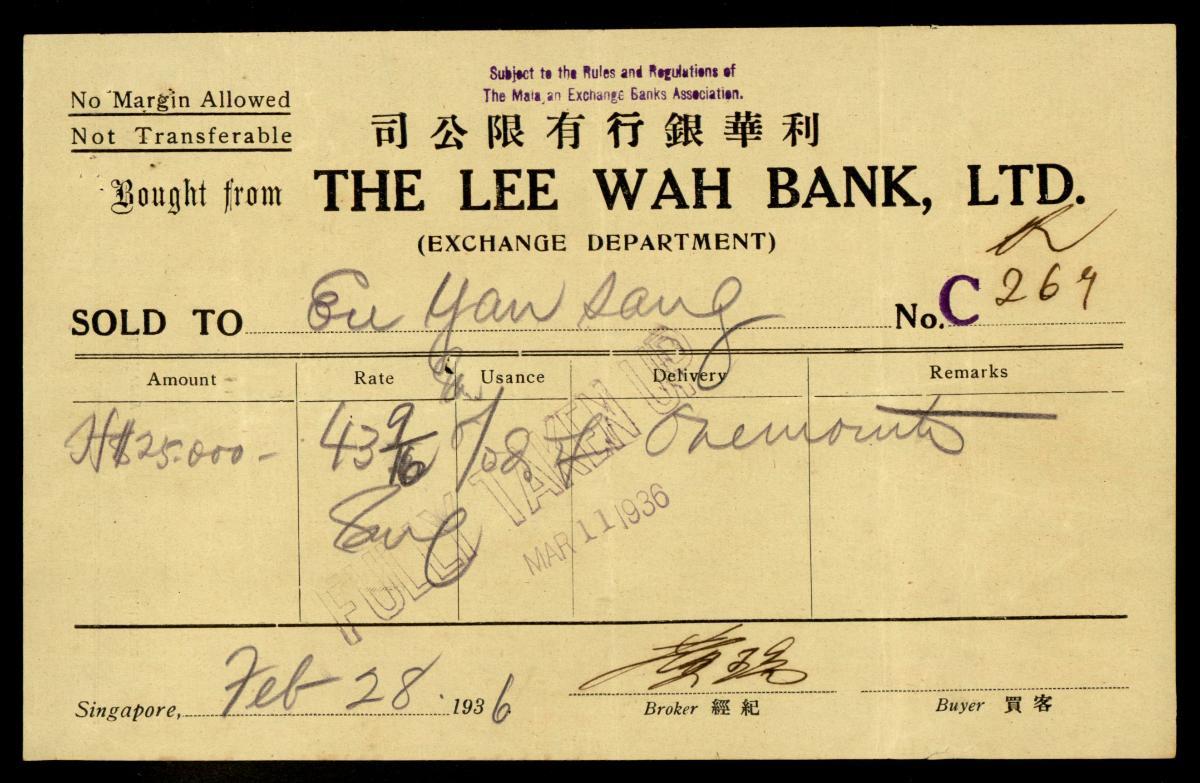 Subject to the Rules and Regulations of
The Malayan Exchange Banks Association.
No Margin Allowed
Not Transferable
司公限有行銀華利
Bought from THE LEE WAH BANK, LTD.
(EXCHANGE DEPARTMENT)
SOLD TO Eu Yan Sang No. C 267
Amount Rate Usance Delivery Remarks
H$25.000- 43 9/16 Onemonth
FULLY TAKEN UP
MAR 11 1936
Singapore, Feb 28. 1936 Broker 經紀 Buyer 買客